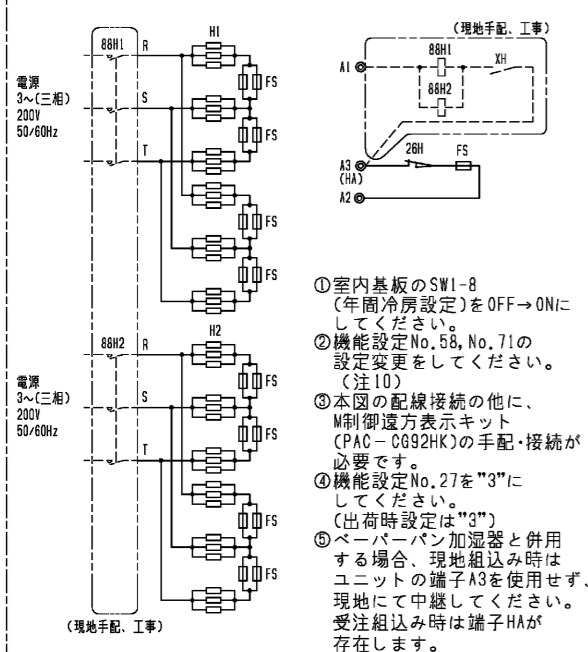 88H1
R
H1
電源
3〜(三相)
200V
50/60Hz
S
T
FS
FS
FS
FS
88H2
R
H2
電源
3〜(三相)
200V
50/60Hz
S
T
FS
FS
FS
FS
(現地手配、工事)
(現地手配、工事)
88H1
XH
A1
88H2
26H
FS
A3
(HA)
A2
①室内基板のSW1-8
(年間冷房設定)をOFF→ONに
してください。
②機能設定No.58,No.71の
設定変更をしてください。
(注10)
③本図の配線接続の他に、
M制御遠方表示キット
(PAC－CG92HK)の手配・接続が
必要です。
④機能設定No.27を"3"に
してください。
(出荷時設定は"3")
⑤ペーパーパン加湿器と併用
する場合、現地組込み時は
ユニットの端子A3を使用せず、
現地にて中継してください。
受注組込み時は端子HAが
存在します。